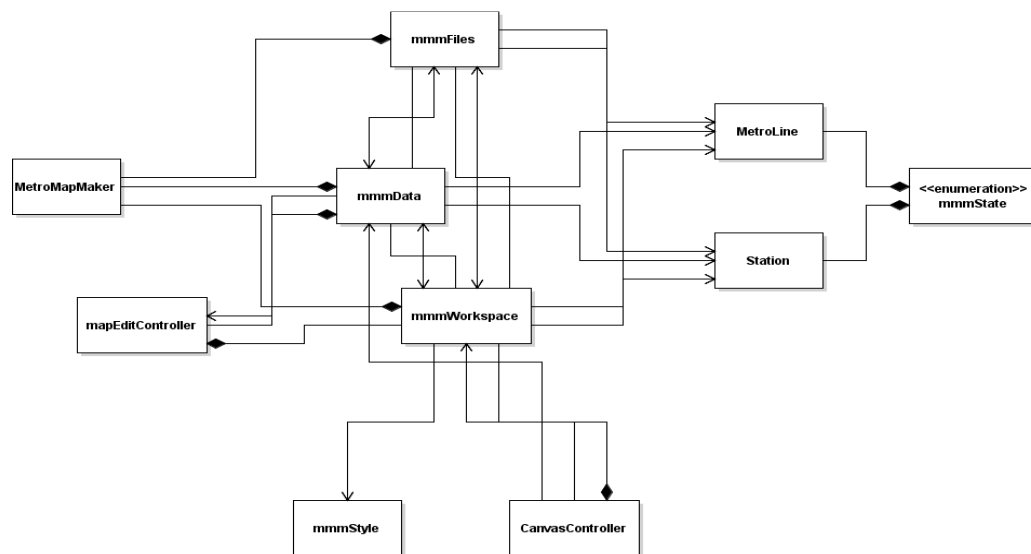 mmmFiles
MetroLine
MetroMapMaker
mmmData
<<enumeration>>
mmmState
Station
mapEditController
mmmWorkspace
mmmStyle
CanvasController